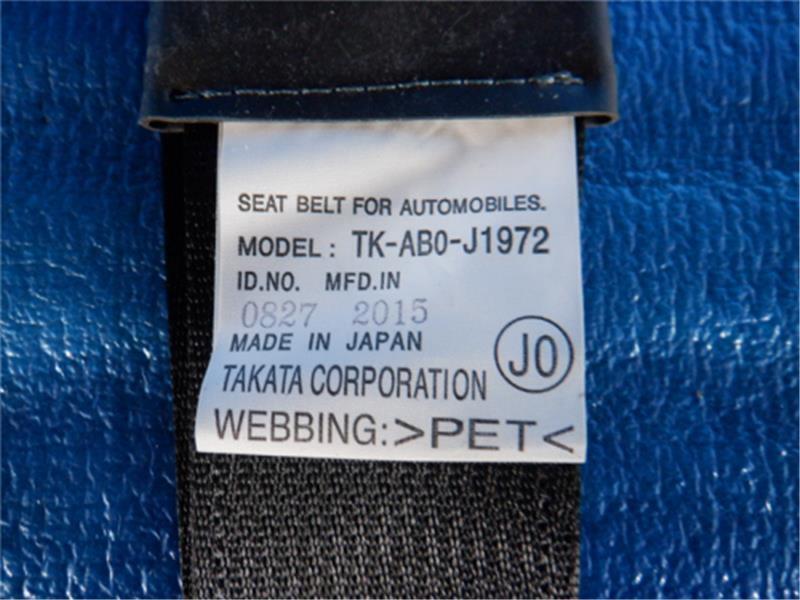 SEAT BELT FOR AUTOMOBILES.
MODEL: TK-AB0-J1972
ID.NO. MFD.IN
0827 2015
MADE IN JAPAN
JO
TAKATA CORPORATION
WEBBING:>PET<